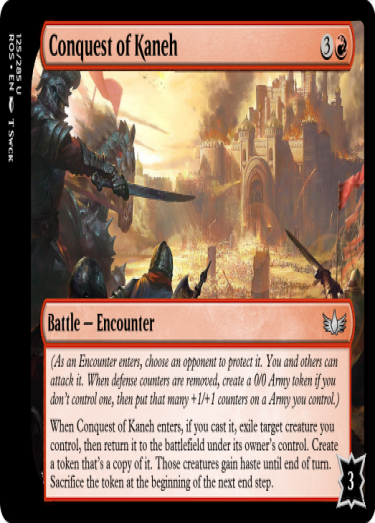 Conquest of Kaneh
3
125/285 U
ROS • EN T SWCK
Battle – Encounter
(As an Encounter enters, choose an opponent to protect it. You and others can
attack it. When defense counters are removed, create a 0/0 Army token if you
don't control one, then put that many +1/+1 counters on a Army you control.)
When Conquest of Kaneh enters, if you cast it, exile target creature you
control, then return it to the battlefield under its owner's control. Create
a token that's a copy of it. Those creatures gain haste until end of turn.
Sacrifice the token at the beginning of the next end step.
3